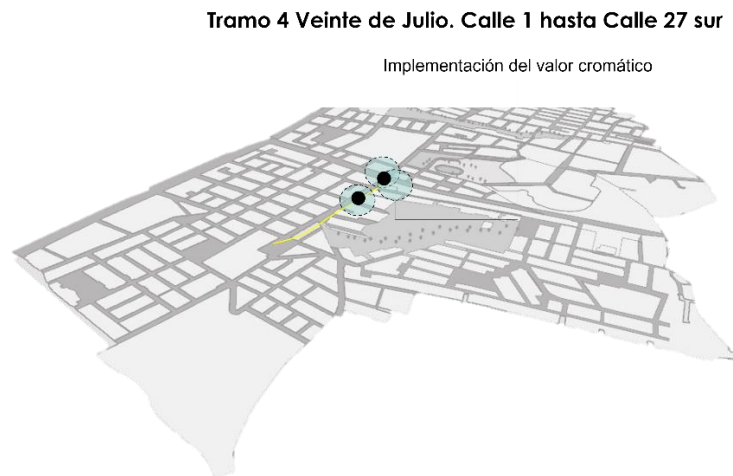 Tramo 4 Veinte de Julio. Calle 1 hasta Calle 27 sur
Implementación del valor cromático